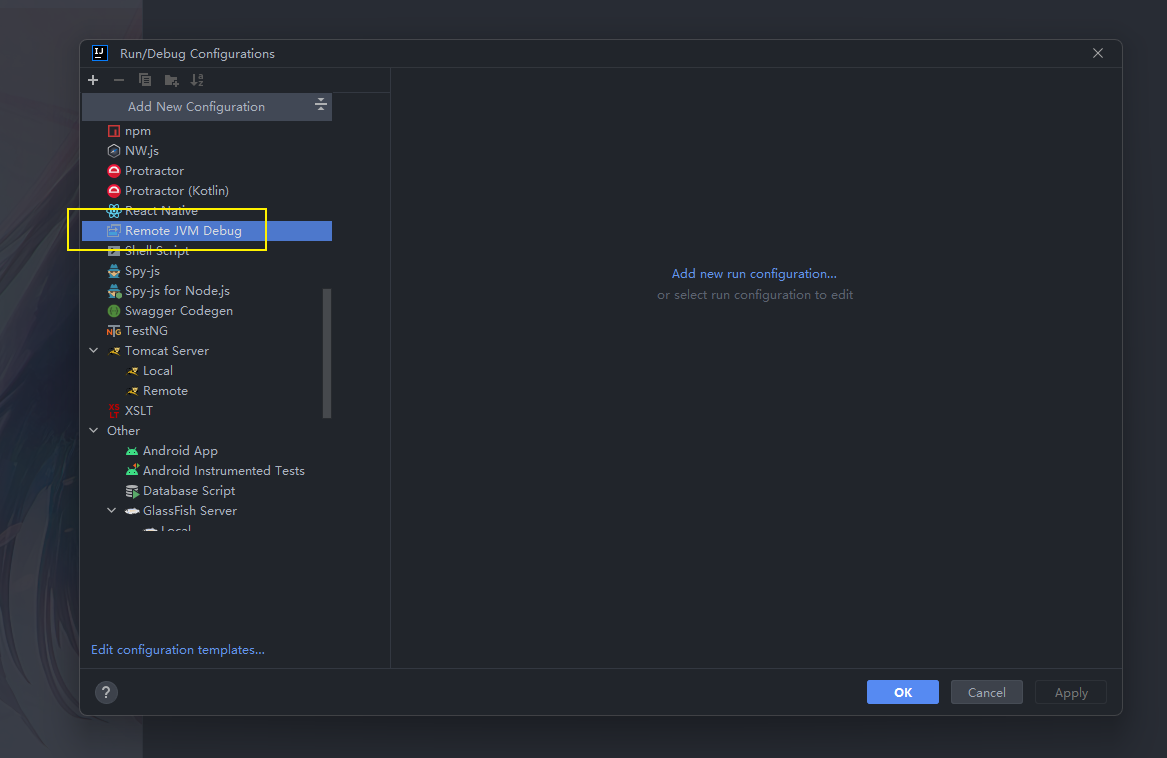 Run/Debug Configurations
Add New Configuration
npm
NW.js
Protractor
Protractor (Kotlin)
React Native
Remote JVM Debug
Shell Script
Spy-js
Spy-js for Node.js
Swagger Codegen
TestNG
Tomcat Server
Local
Remote
XSLT
Other
Android App
Android Instrumented Tests
Database Script
GlassFish Server
Local
Add new run configuration...
or select run configuration to edit
Edit configuration templates...
?
OK
Cancel
Apply